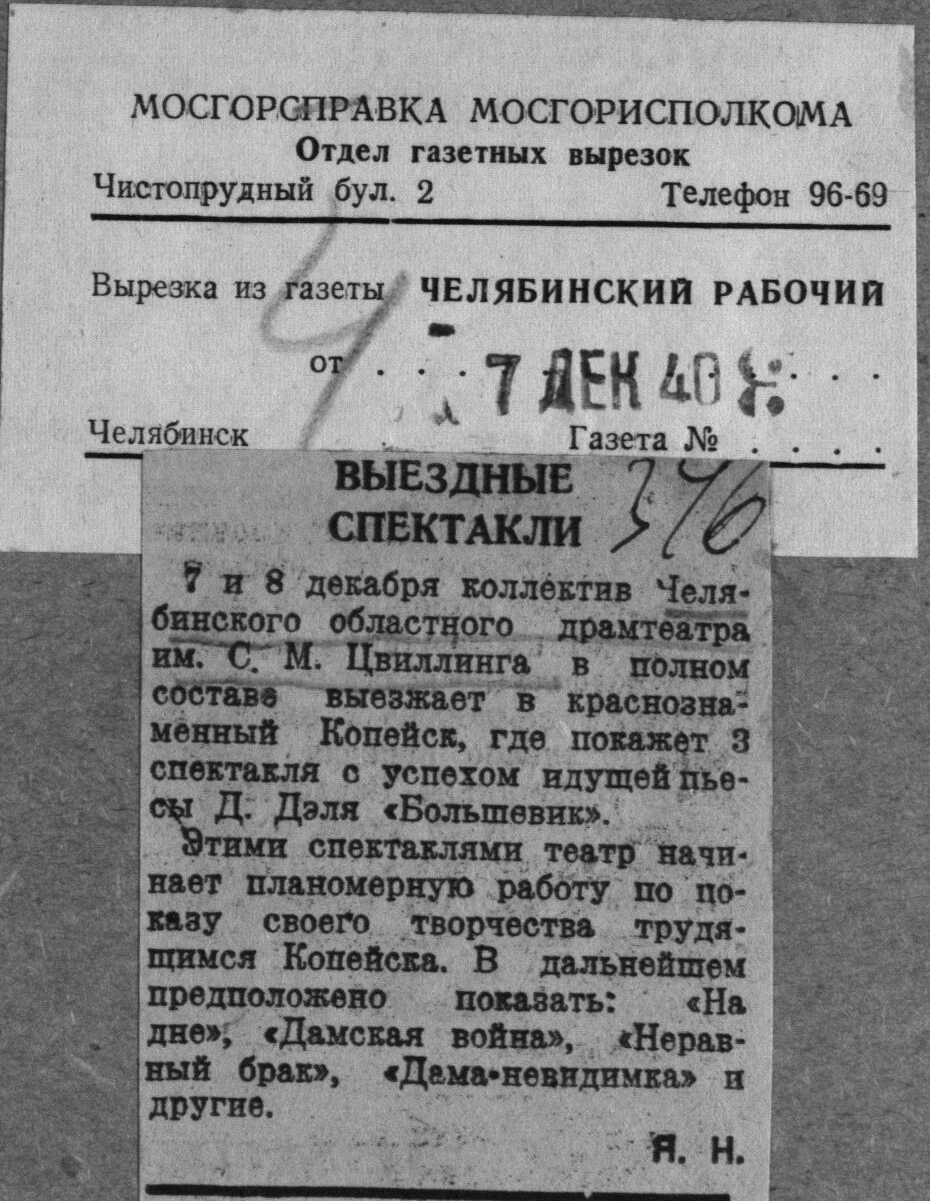 МОСГОРСПРАВКА МОСГОРИСПОЛКОМА
Отдел газетных вырезок
Чистопрудный бул. 2 Телефон 96-69
Вырезка из газеты ЧЕЛЯБИНСКИЙ РАБОЧИЙ
4
от . . . 7 ДЕК 40 . . .
Челябинск Газета № . . . .
ВЫЕЗДНЫЕ
СПЕКТАКЛИ
7 и 8 декабря коллектив Челя-
бинского областного драмтеатра
им. С. М. Цвиллинга в полном
составе выезжает в краснозна-
менный Копейск, где покажет 3
спектакля с успехом идущей пье-
сы Д. Дэля «Большевик».
Этими спектаклями театр начи-
нает планомерную работу по по-
казу своего творчества трудя-
щимся Копейска. В дальнейшем
предположено показать: «На
дне», «Дамская война», «Нерав-
ный брак», «Дама-невидимка» и
другие.
Я. Н.